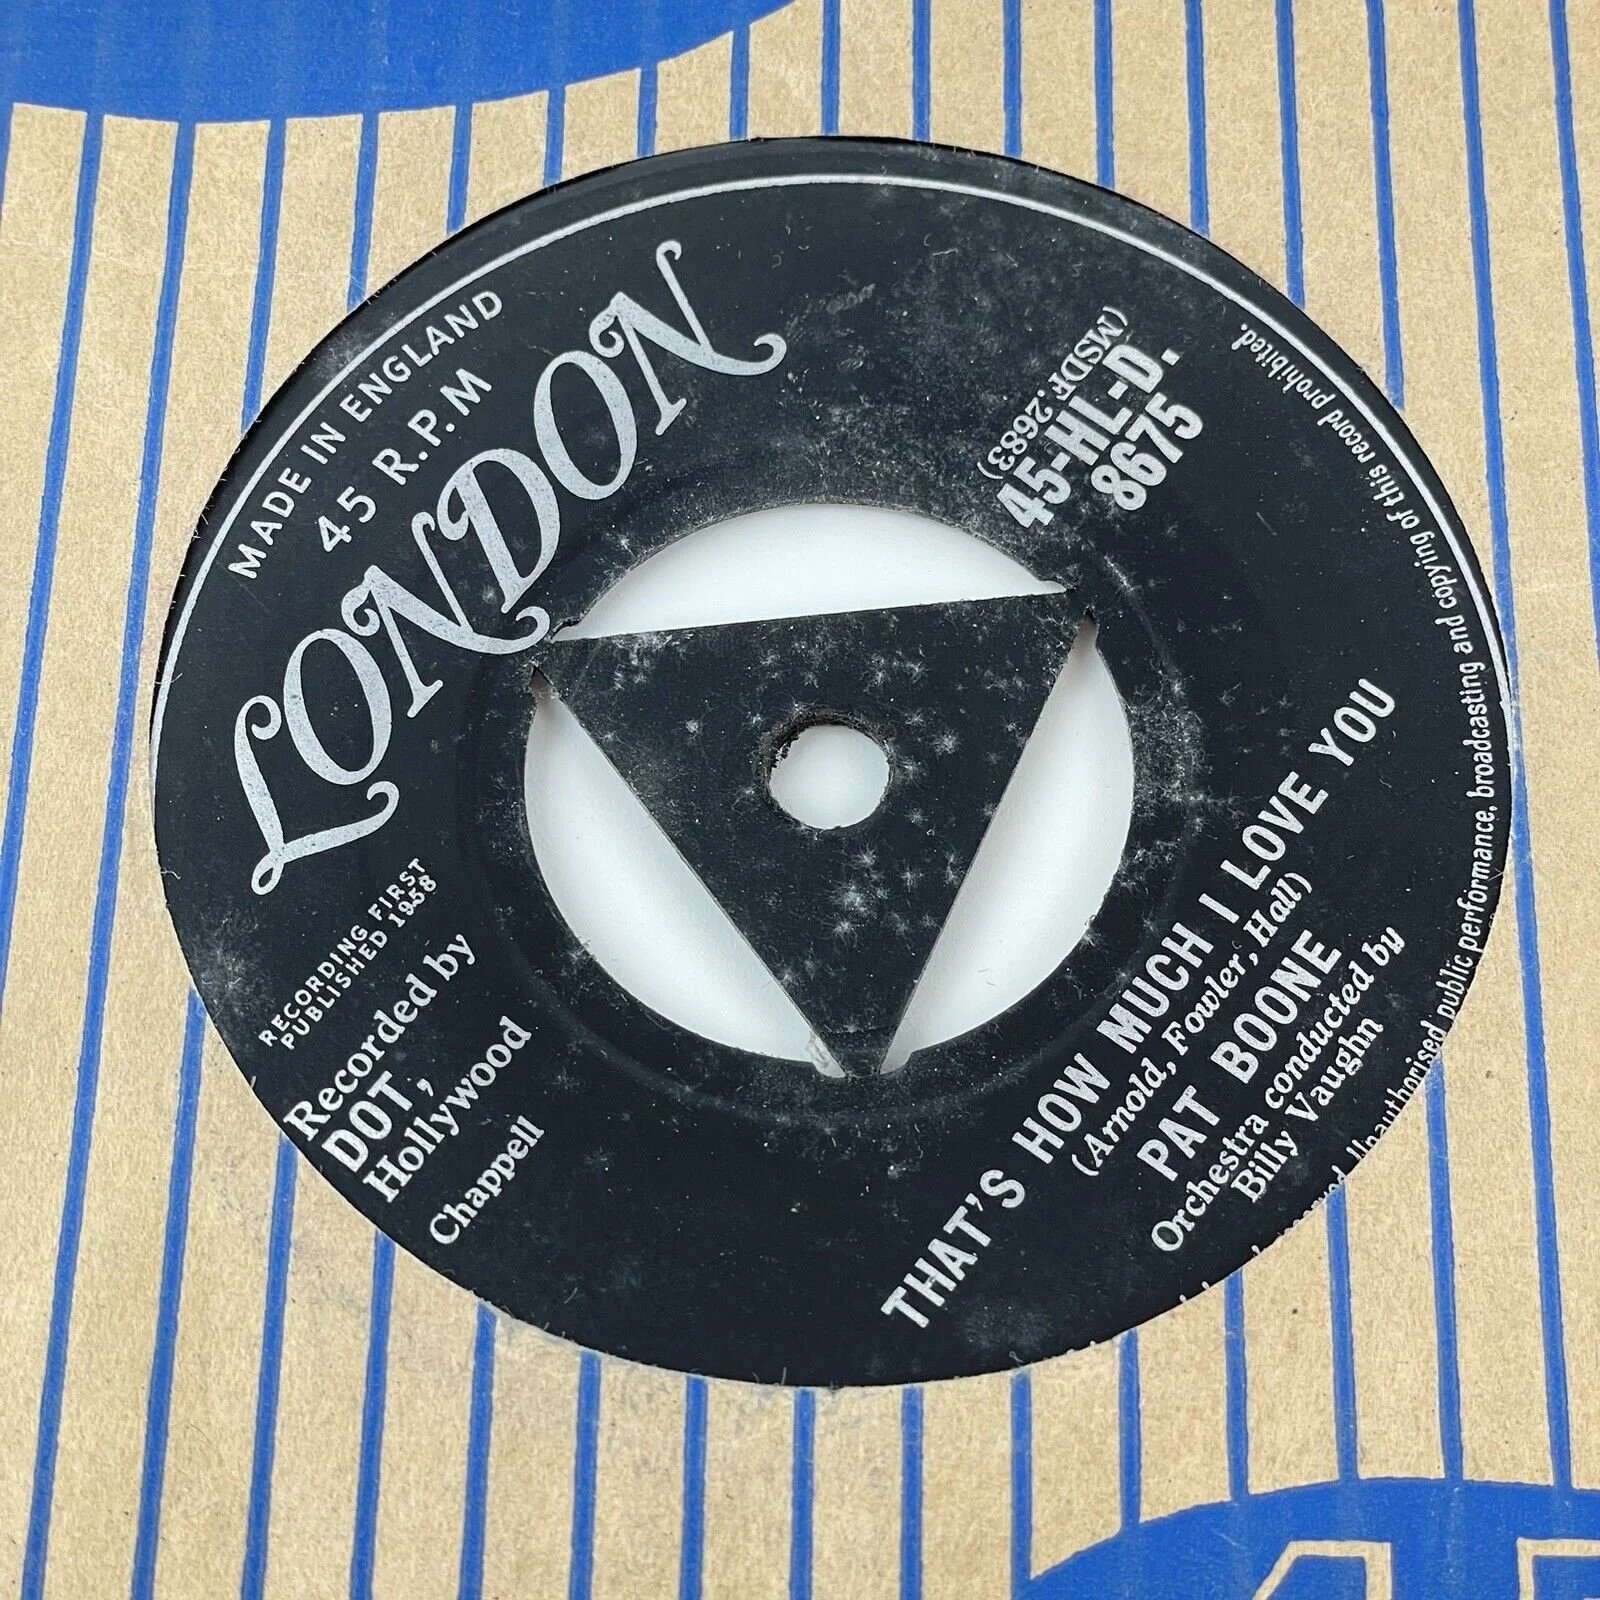 MADE IN ENGLAND
45 R.P.M
LONDON
RECORDING FIRST
PUBLISHED 1958
Recorded by
DOT,
Hollywood
Chappell
(MSDF.2683)
45-HL-D.
8675
THAT'S HOW MUCH I LOVE YOU
(Arnold, Fowler, Hall)
PAT BOONE
Orchestra conducted by
Billy Vaughn
Unauthorised public performance, broadcasting and copying of this record prohibited.
45